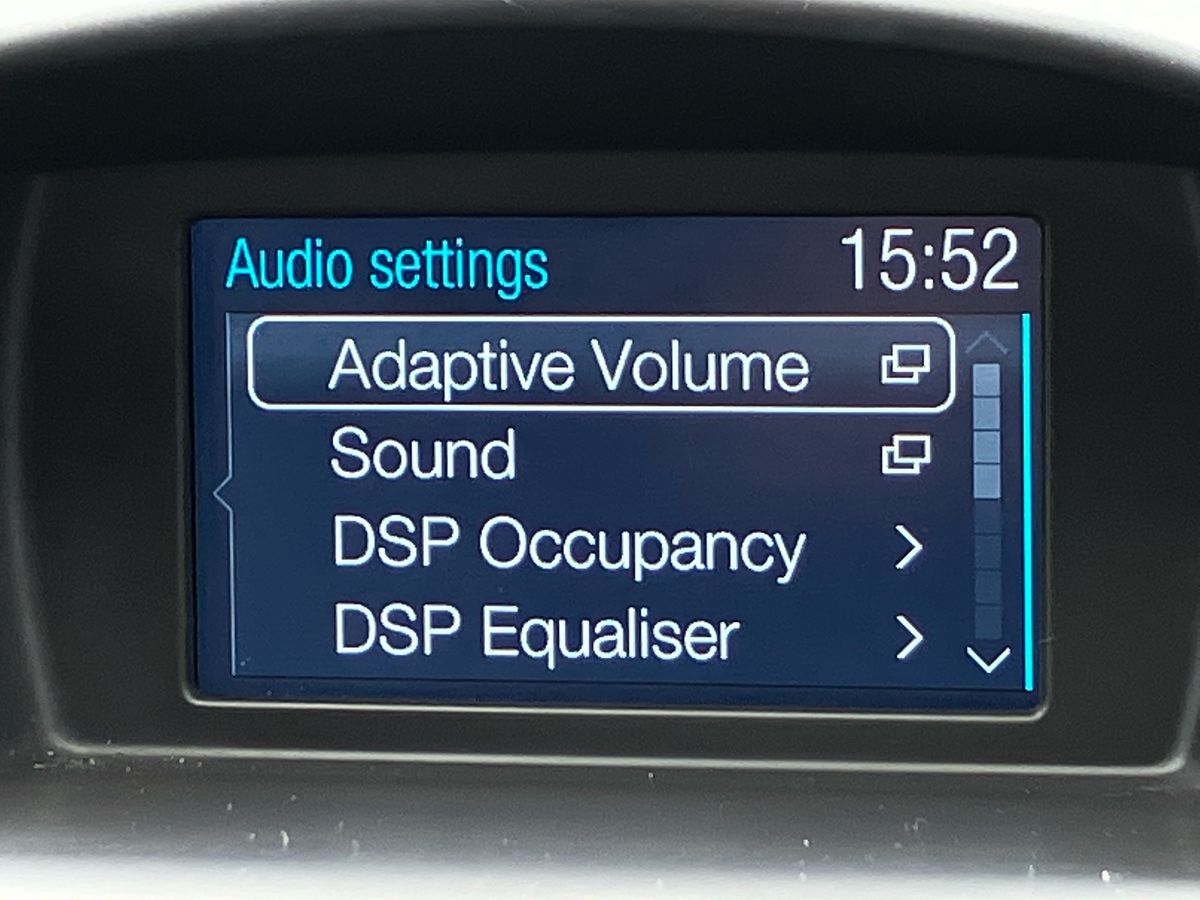 Audio settings 15:52
Adaptive Volume
Sound
DSP Occupancy
DSP Equaliser